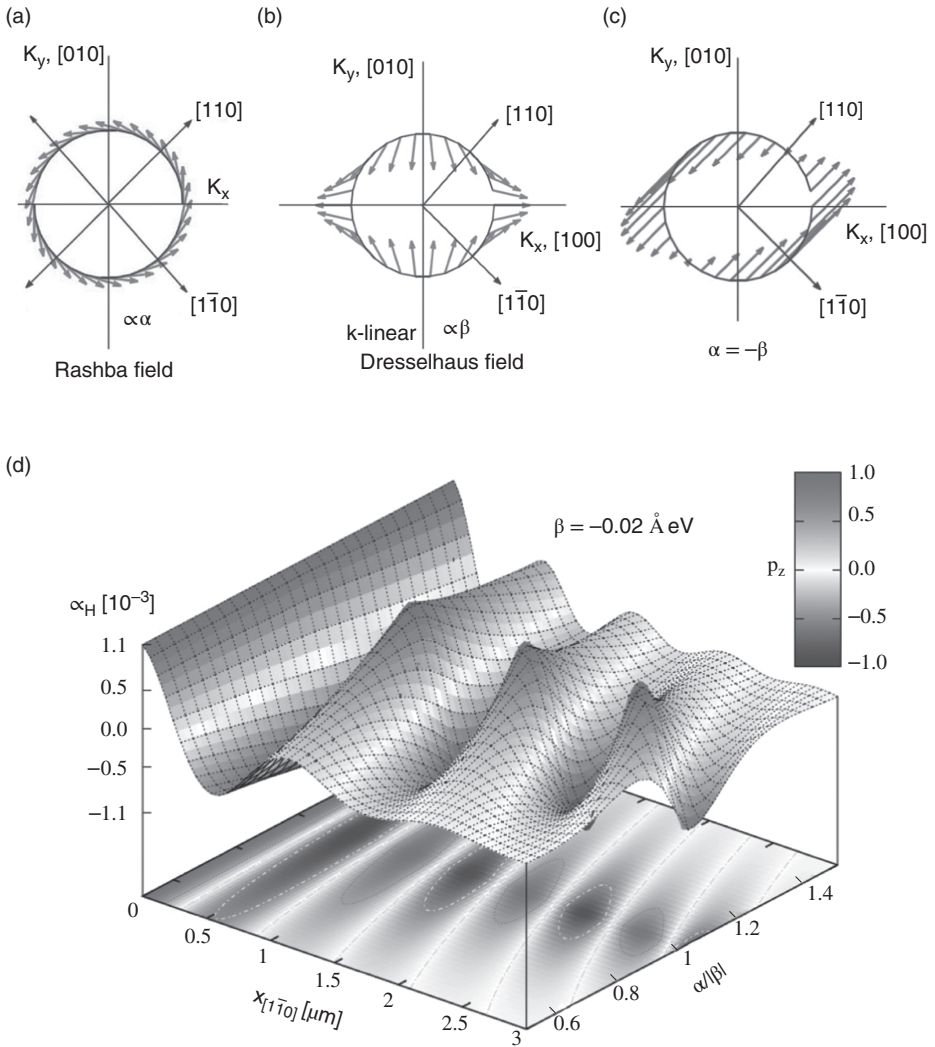 (a)
K_y, [010]
[110]
K_x
[11̄0]
∝α
Rashba field
(b)
K_y, [010]
[110]
K_x, [100]
[11̄0]
k-linear ∝β
Dresselhaus field
(c)
K_y, [010]
[110]
K_x, [100]
[11̄0]
α = −β
(d)
β = −0.02 Å eV
1.0
0.5
p_z 0.0
−0.5
−1.0
∝_H [10⁻³]
1.1
0.5
0.0
−0.5
−1.1
0
0.5
1
1.5
2
2.5
3
x_[11̄0] [μm]
0.6
0.8
1
1.2
1.4
α/|β|